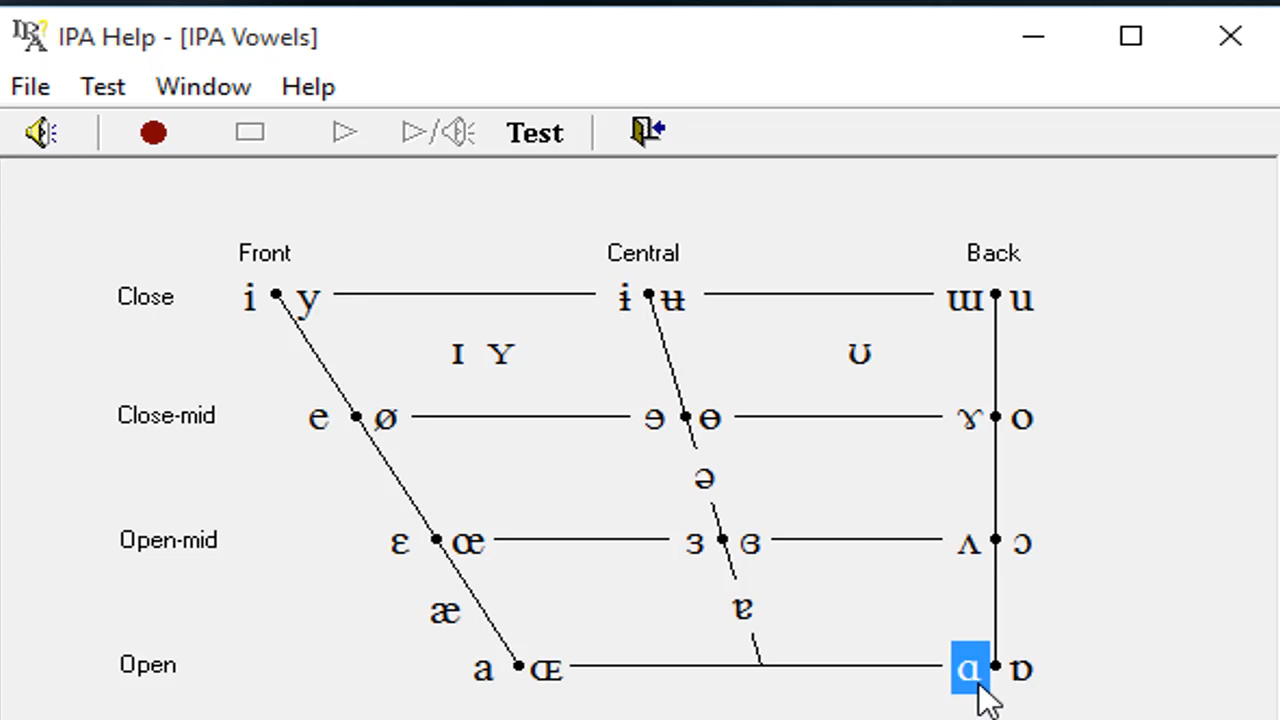 IPA Help - [IPA Vowels]
File Test Window Help
Test
Front Central Back
Close i y ɨ ʉ ɯ u
ɪ ʏ ʊ
Close-mid e ø ɘ ɵ ɤ o
ə
Open-mid ɛ œ ɜ ɞ ʌ ɔ
æ ɐ
Open a ɶ ɑ ɒ